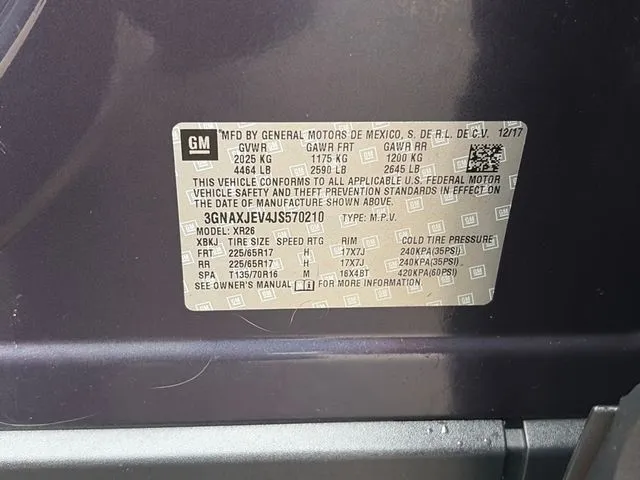 GM
*MFD BY GENERAL MOTORS DE MEXICO, S. DE R.L. DE C.V. 12/17
GVWR GAWR FRT GAWR RR
2025 KG 1175 KG 1200 KG
4464 LB 2590 LB 2645 LB
THIS VEHICLE CONFORMS TO ALL APPLICABLE U.S. FEDERAL MOTOR
VEHICLE SAFETY AND THEFT PREVENTION STANDARDS IN EFFECT ON
THE DATE OF MANUFACTURE SHOWN ABOVE.
3GNAXJEV4JS570210 TYPE: M.P.V.
MODEL: XR26
XBKJ TIRE SIZE SPEED RTG RIM COLD TIRE PRESSURE
FRT 225/65R17 H 17X7J 240KPA(35PSI)
RR 225/65R17 H 17X7J 240KPA(35PSI)
SPA T135/70R16 M 16X4BT 420KPA(60PSI)
SEE OWNER'S MANUAL FOR MORE INFORMATION.